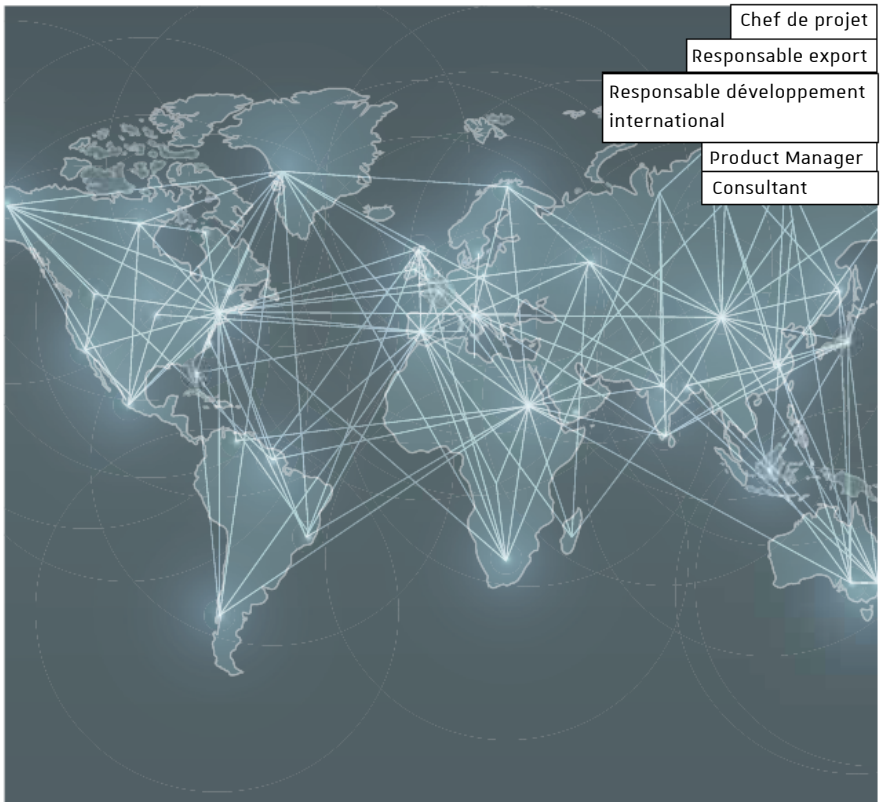 Chef de projet
Responsable export
Responsable développement
international
Product Manager
Consultant